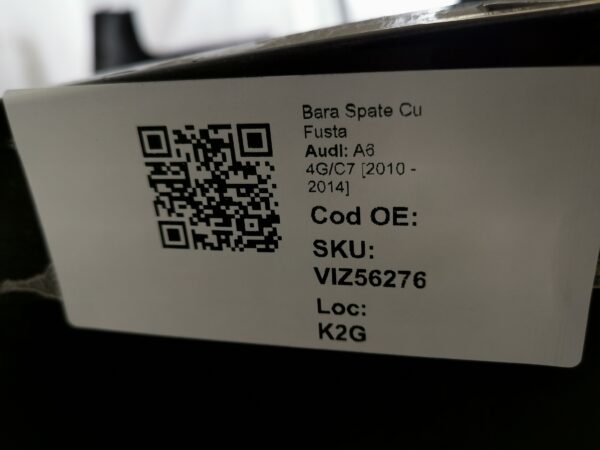 Bara Spate Cu
Fusta
Audi: A6
4G/C7 [2010 -
2014]
Cod OE:
SKU:
VIZ56276
Loc:
K2G